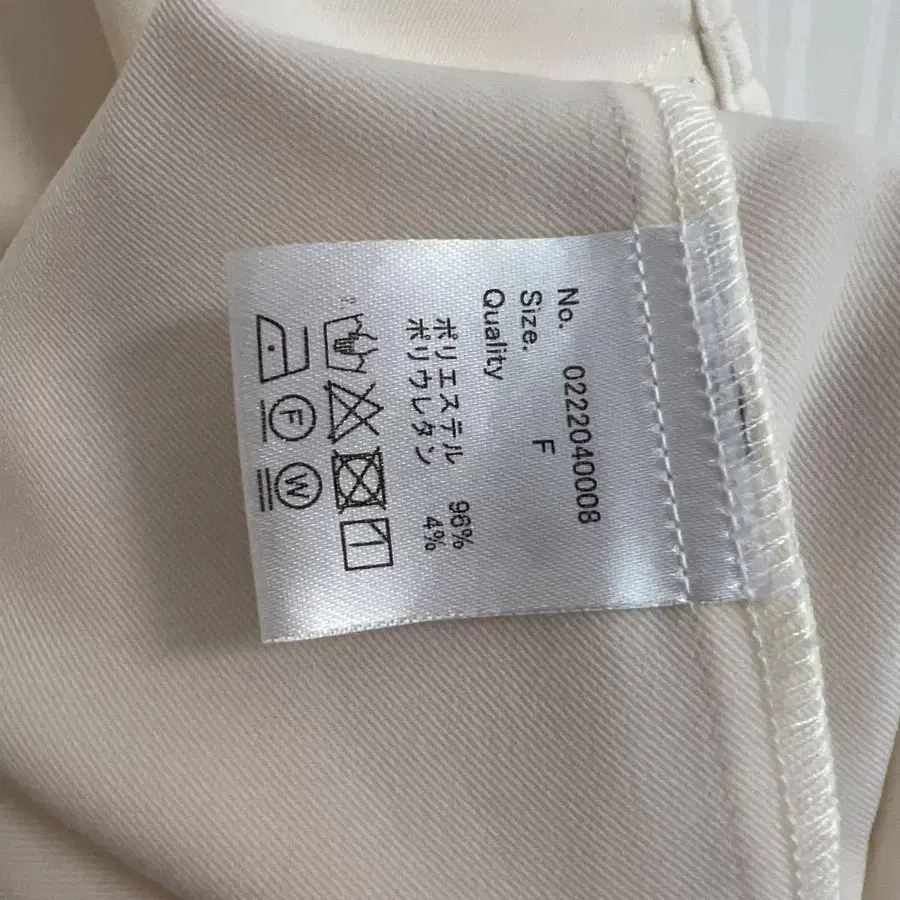 No. 0222040008
Size. F
Quality
ポリエステル 96%
ポリウレタン 4%
F
W